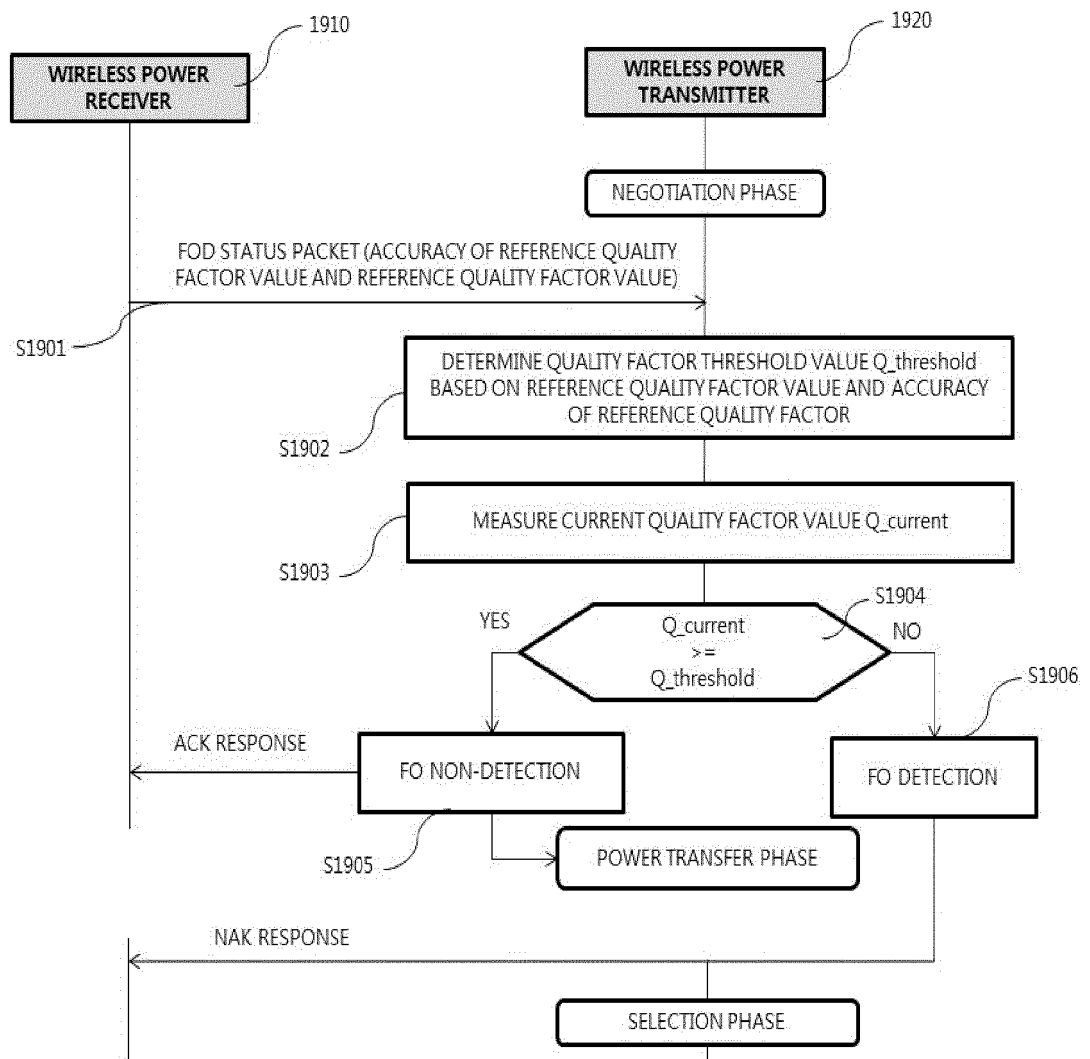 1910
1920
WIRELESS POWER
RECEIVER
WIRELESS POWER
TRANSMITTER
NEGOTIATION PHASE
FOD STATUS PACKET (ACCURACY OF REFERENCE QUALITY
FACTOR VALUE AND REFERENCE QUALITY FACTOR VALUE)
S1901
DETERMINE QUALITY FACTOR THRESHOLD VALUE Q_threshold
BASED ON REFERENCE QUALITY FACTOR VALUE AND ACCURACY
OF REFERENCE QUALITY FACTOR
S1902
MEASURE CURRENT QUALITY FACTOR VALUE Q_current
S1903
S1904
YES
Q_current
>=
Q_threshold
NO
S1906
ACK RESPONSE
FO NON-DETECTION
FO DETECTION
S1905
POWER TRANSFER PHASE
NAK RESPONSE
SELECTION PHASE